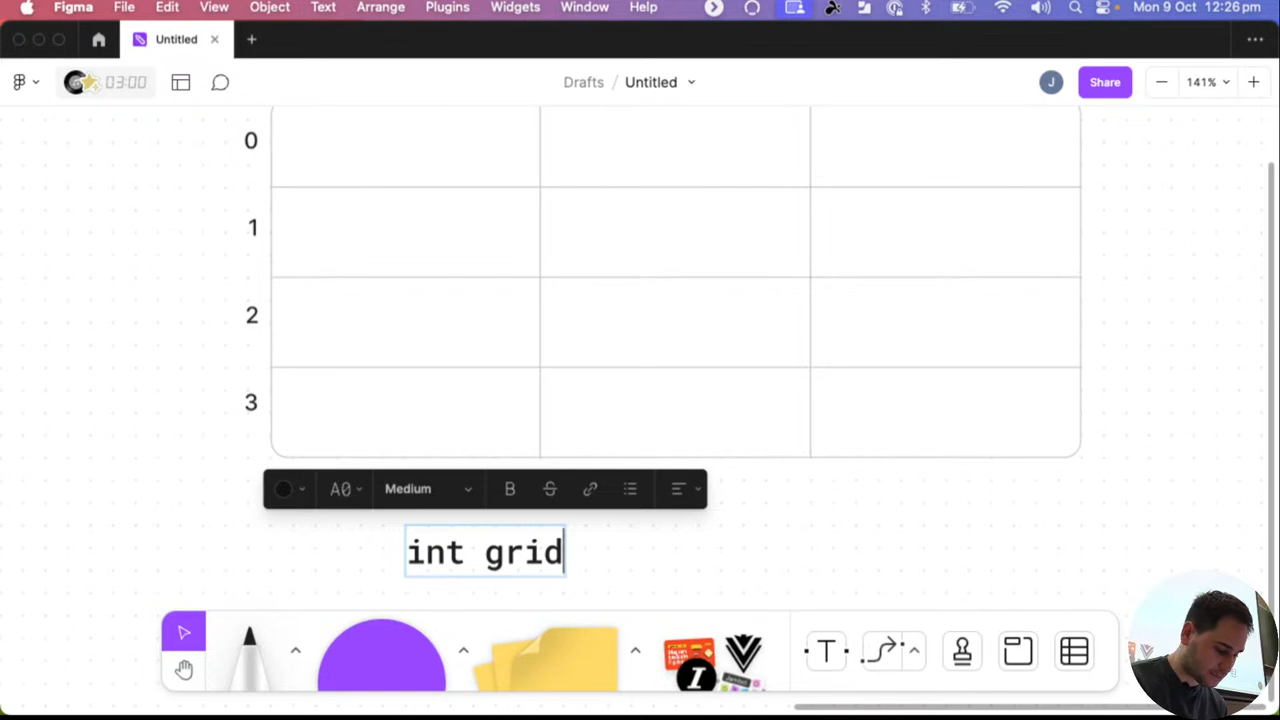 Figma File Edit View Object Text Arrange Plugins Widgets Window Help Mon 9 Oct 12:26 pm
Untitled
03:00 Drafts / Untitled J Share 141%
0
1
2
3
A0 Medium B S
int grid
T